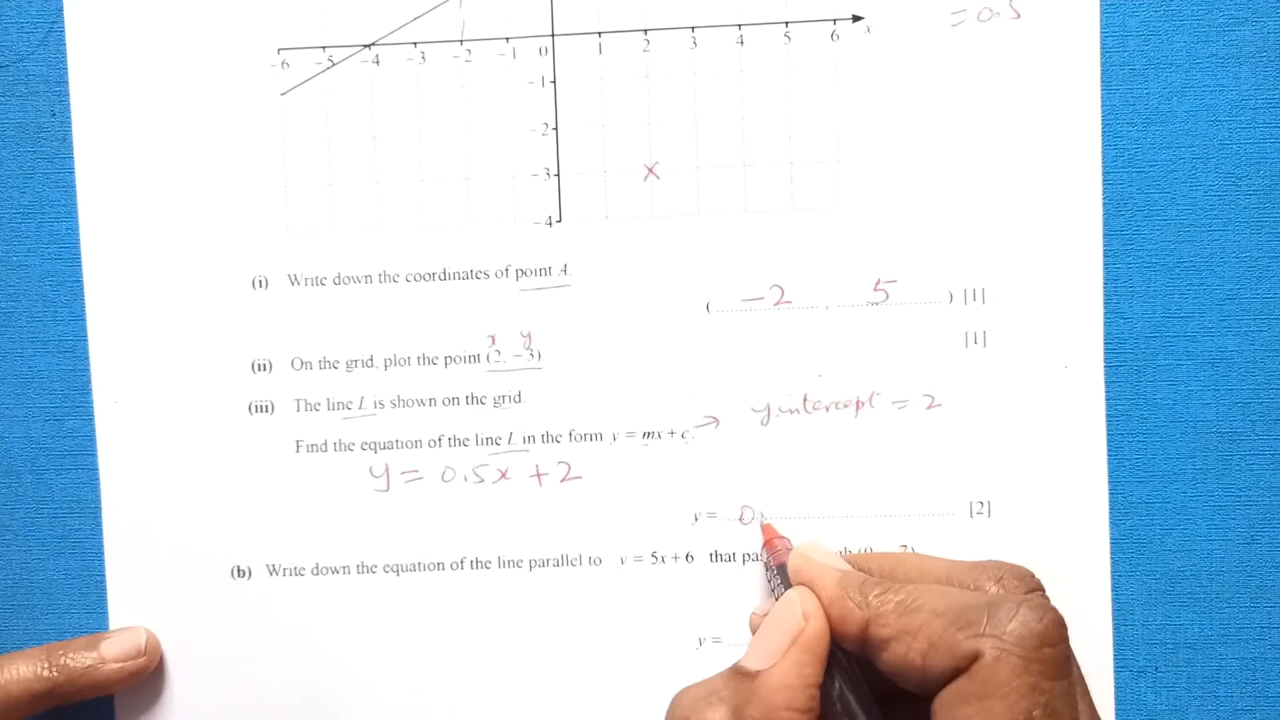 = 0.5
-6 -5 -4 -3 -2 -1 0 1 2 3 4 5 6 x
-1
-2
-3
-4
(i) Write down the coordinates of point A.
( -2 , 5 ) [1]
x y
[1]
(ii) On the grid, plot the point (2, -3)
(iii) The line L is shown on the grid.
→ y intercept = 2
Find the equation of the line L in the form y = mx + c.
y = 0.5x + 2
y = 0. [2]
(b) Write down the equation of the line parallel to y = 5x + 6 that
y =